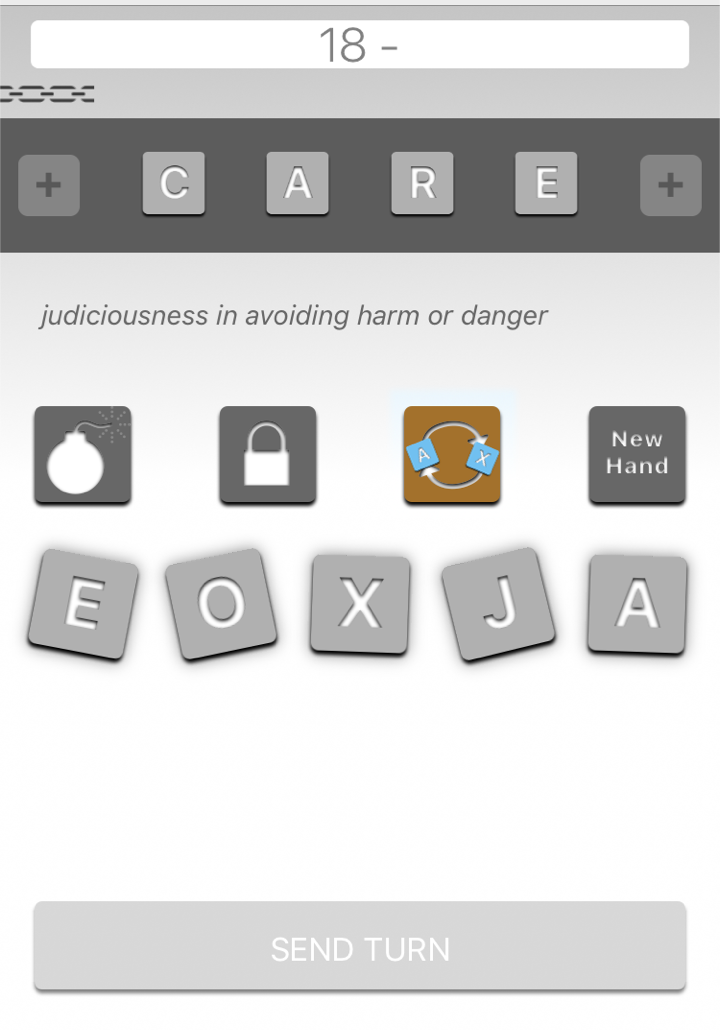 18 -
+ C A R E +
judiciousness in avoiding harm or danger
A X New
Hand
E O X J A
SEND TURN